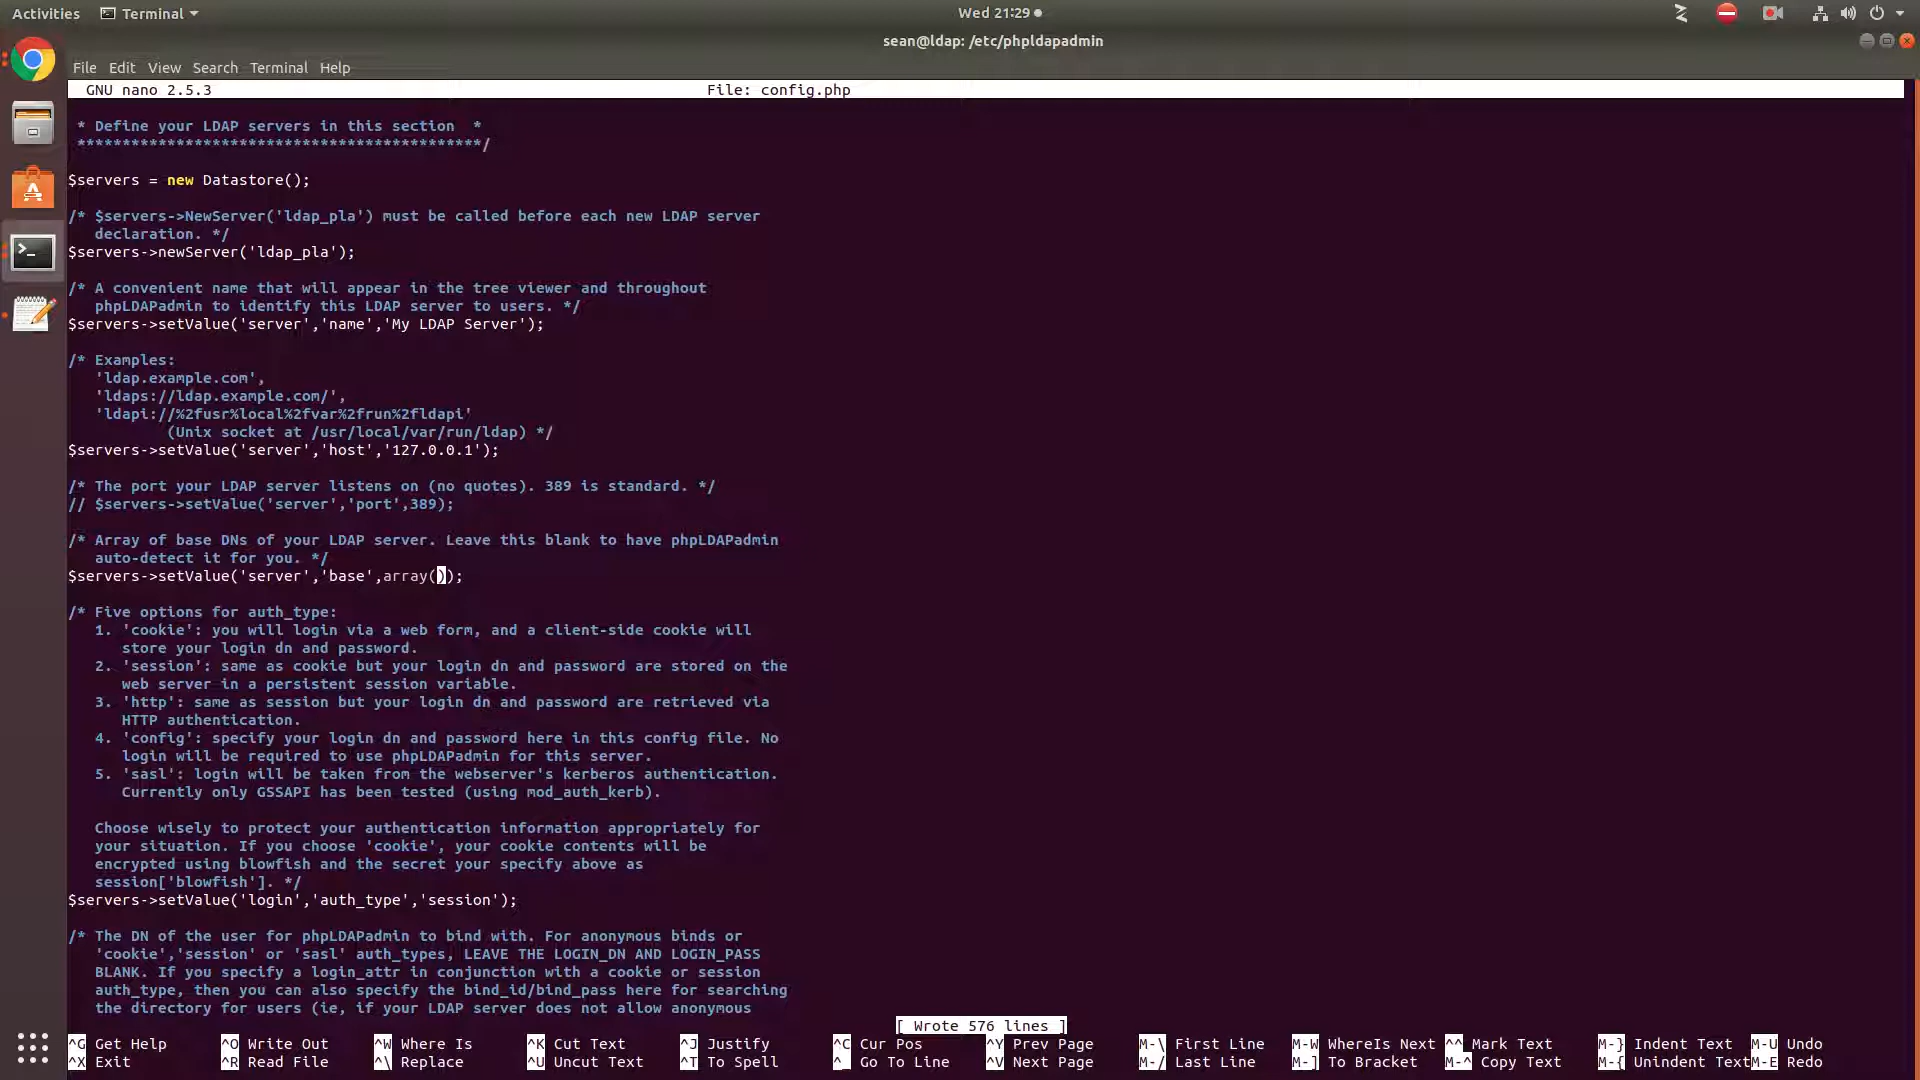 Activities Terminal Wed 21:29
sean@ldap: /etc/phpldapadmin
File Edit View Search Terminal Help
GNU nano 2.5.3 File: config.php
* Define your LDAP servers in this section *
*********************************************/
$servers = new Datastore();
/* $servers->NewServer('ldap_pla') must be called before each new LDAP server
declaration. */
$servers->newServer('ldap_pla');
/* A convenient name that will appear in the tree viewer and throughout
phpLDAPadmin to identify this LDAP server to users. */
$servers->setValue('server','name','My LDAP Server');
/* Examples:
'ldap.example.com',
'ldaps://ldap.example.com/',
'ldapi://%2fusr%local%2fvar%2frun%2fldapi'
(Unix socket at /usr/local/var/run/ldap) */
$servers->setValue('server','host','127.0.0.1');
/* The port your LDAP server listens on (no quotes). 389 is standard. */
// $servers->setValue('server','port',389);
/* Array of base DNs of your LDAP server. Leave this blank to have phpLDAPadmin
auto-detect it for you. */
$servers->setValue('server','base',array());
/* Five options for auth_type:
1. 'cookie': you will login via a web form, and a client-side cookie will
store your login dn and password.
2. 'session': same as cookie but your login dn and password are stored on the
web server in a persistent session variable.
3. 'http': same as session but your login dn and password are retrieved via
HTTP authentication.
4. 'config': specify your login dn and password here in this config file. No
login will be required to use phpLDAPadmin for this server.
5. 'sasl': login will be taken from the webserver's kerberos authentication.
Currently only GSSAPI has been tested (using mod_auth_kerb).
Choose wisely to protect your authentication information appropriately for
your situation. If you choose 'cookie', your cookie contents will be
encrypted using blowfish and the secret your specify above as
session['blowfish']. */
$servers->setValue('login','auth_type','session');
/* The DN of the user for phpLDAPadmin to bind with. For anonymous binds or
'cookie','session' or 'sasl' auth_types, LEAVE THE LOGIN_DN AND LOGIN_PASS
BLANK. If you specify a login_attr in conjunction with a cookie or session
auth_type, then you can also specify the bind_id/bind_pass here for searching
the directory for users (ie, if your LDAP server does not allow anonymous
[ Wrote 576 lines ]
^G Get Help ^O Write Out ^W Where Is ^K Cut Text ^J Justify ^C Cur Pos ^Y Prev Page M-\ First Line M-W WhereIs Next ^^ Mark Text M-} Indent Text M-U Undo
^X Exit ^R Read File ^\ Replace ^U Uncut Text ^T To Spell ^_ Go To Line ^V Next Page M-/ Last Line M-] To Bracket M-^ Copy Text M-{ Unindent Text M-E Redo